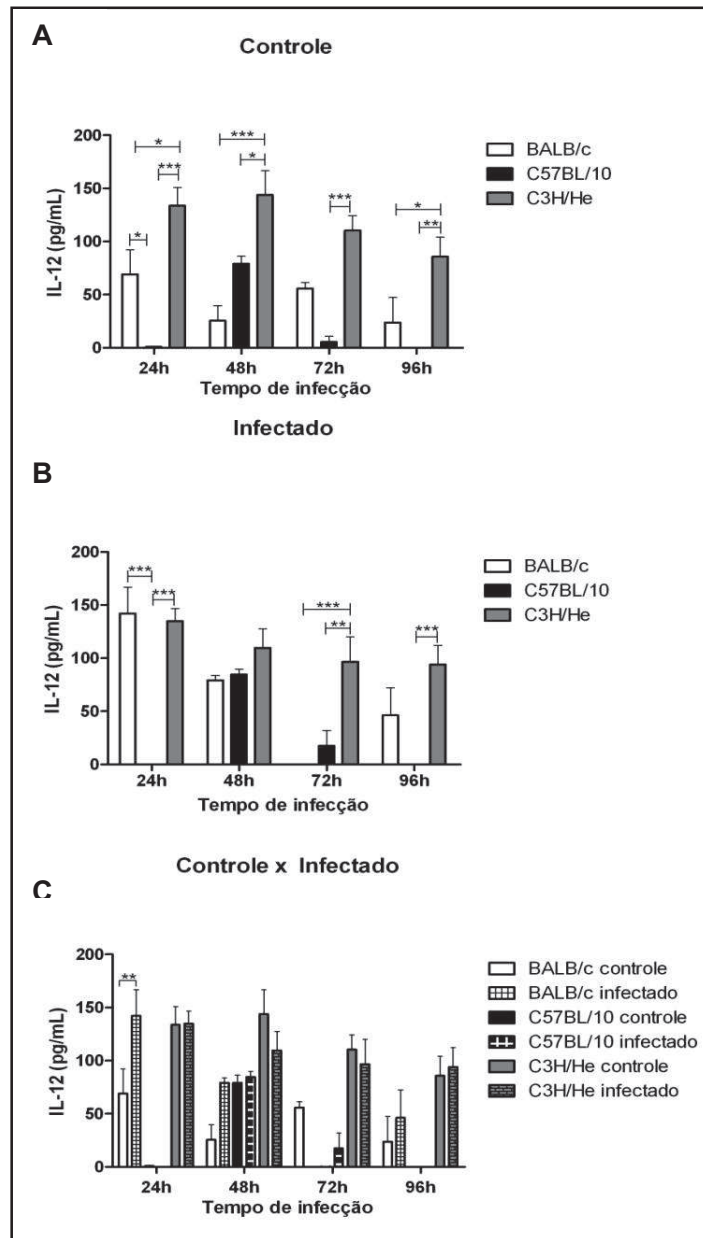 A
Controle
200
150
100
50
0
IL-12 (pg/mL)
* *** * ***
* *** * *** * **
BALB/c
C57BL/10
C3H/He
24h 48h 72h 96h
Tempo de infecção
Infectado
B
200
150
100
50
0
IL-12 (pg/mL)
*** *** *** ** ***
BALB/c
C57BL/10
C3H/He
24h 48h 72h 96h
Tempo de infecção
Controle x Infectado
C
200
150
100
50
0
IL-12 (pg/mL)
**
BALB/c controle
BALB/c infectado
C57BL/10 controle
C57BL/10 infectado
C3H/He controle
C3H/He infectado
24h 48h 72h 96h
Tempo de infecção